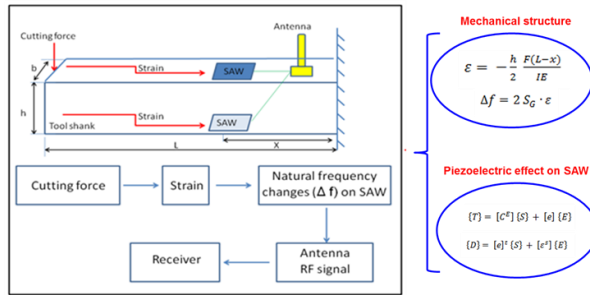 Antenna
Cutting force
Strain
SAW
b
h
Strain
SAW
Tool shank
X
L
Cutting force
Strain
Natural frequency
changes (Δ f) on SAW
Receiver
Antenna
RF signal
Mechanical structure
ε = − h/2 F(L−x)/IE
Δf = 2 S_G · ε
Piezoelectric effect on SAW
{T} = [C^E] {S} + [e] {E}
{D} = [e]^t {S} + [ε^s] {E}